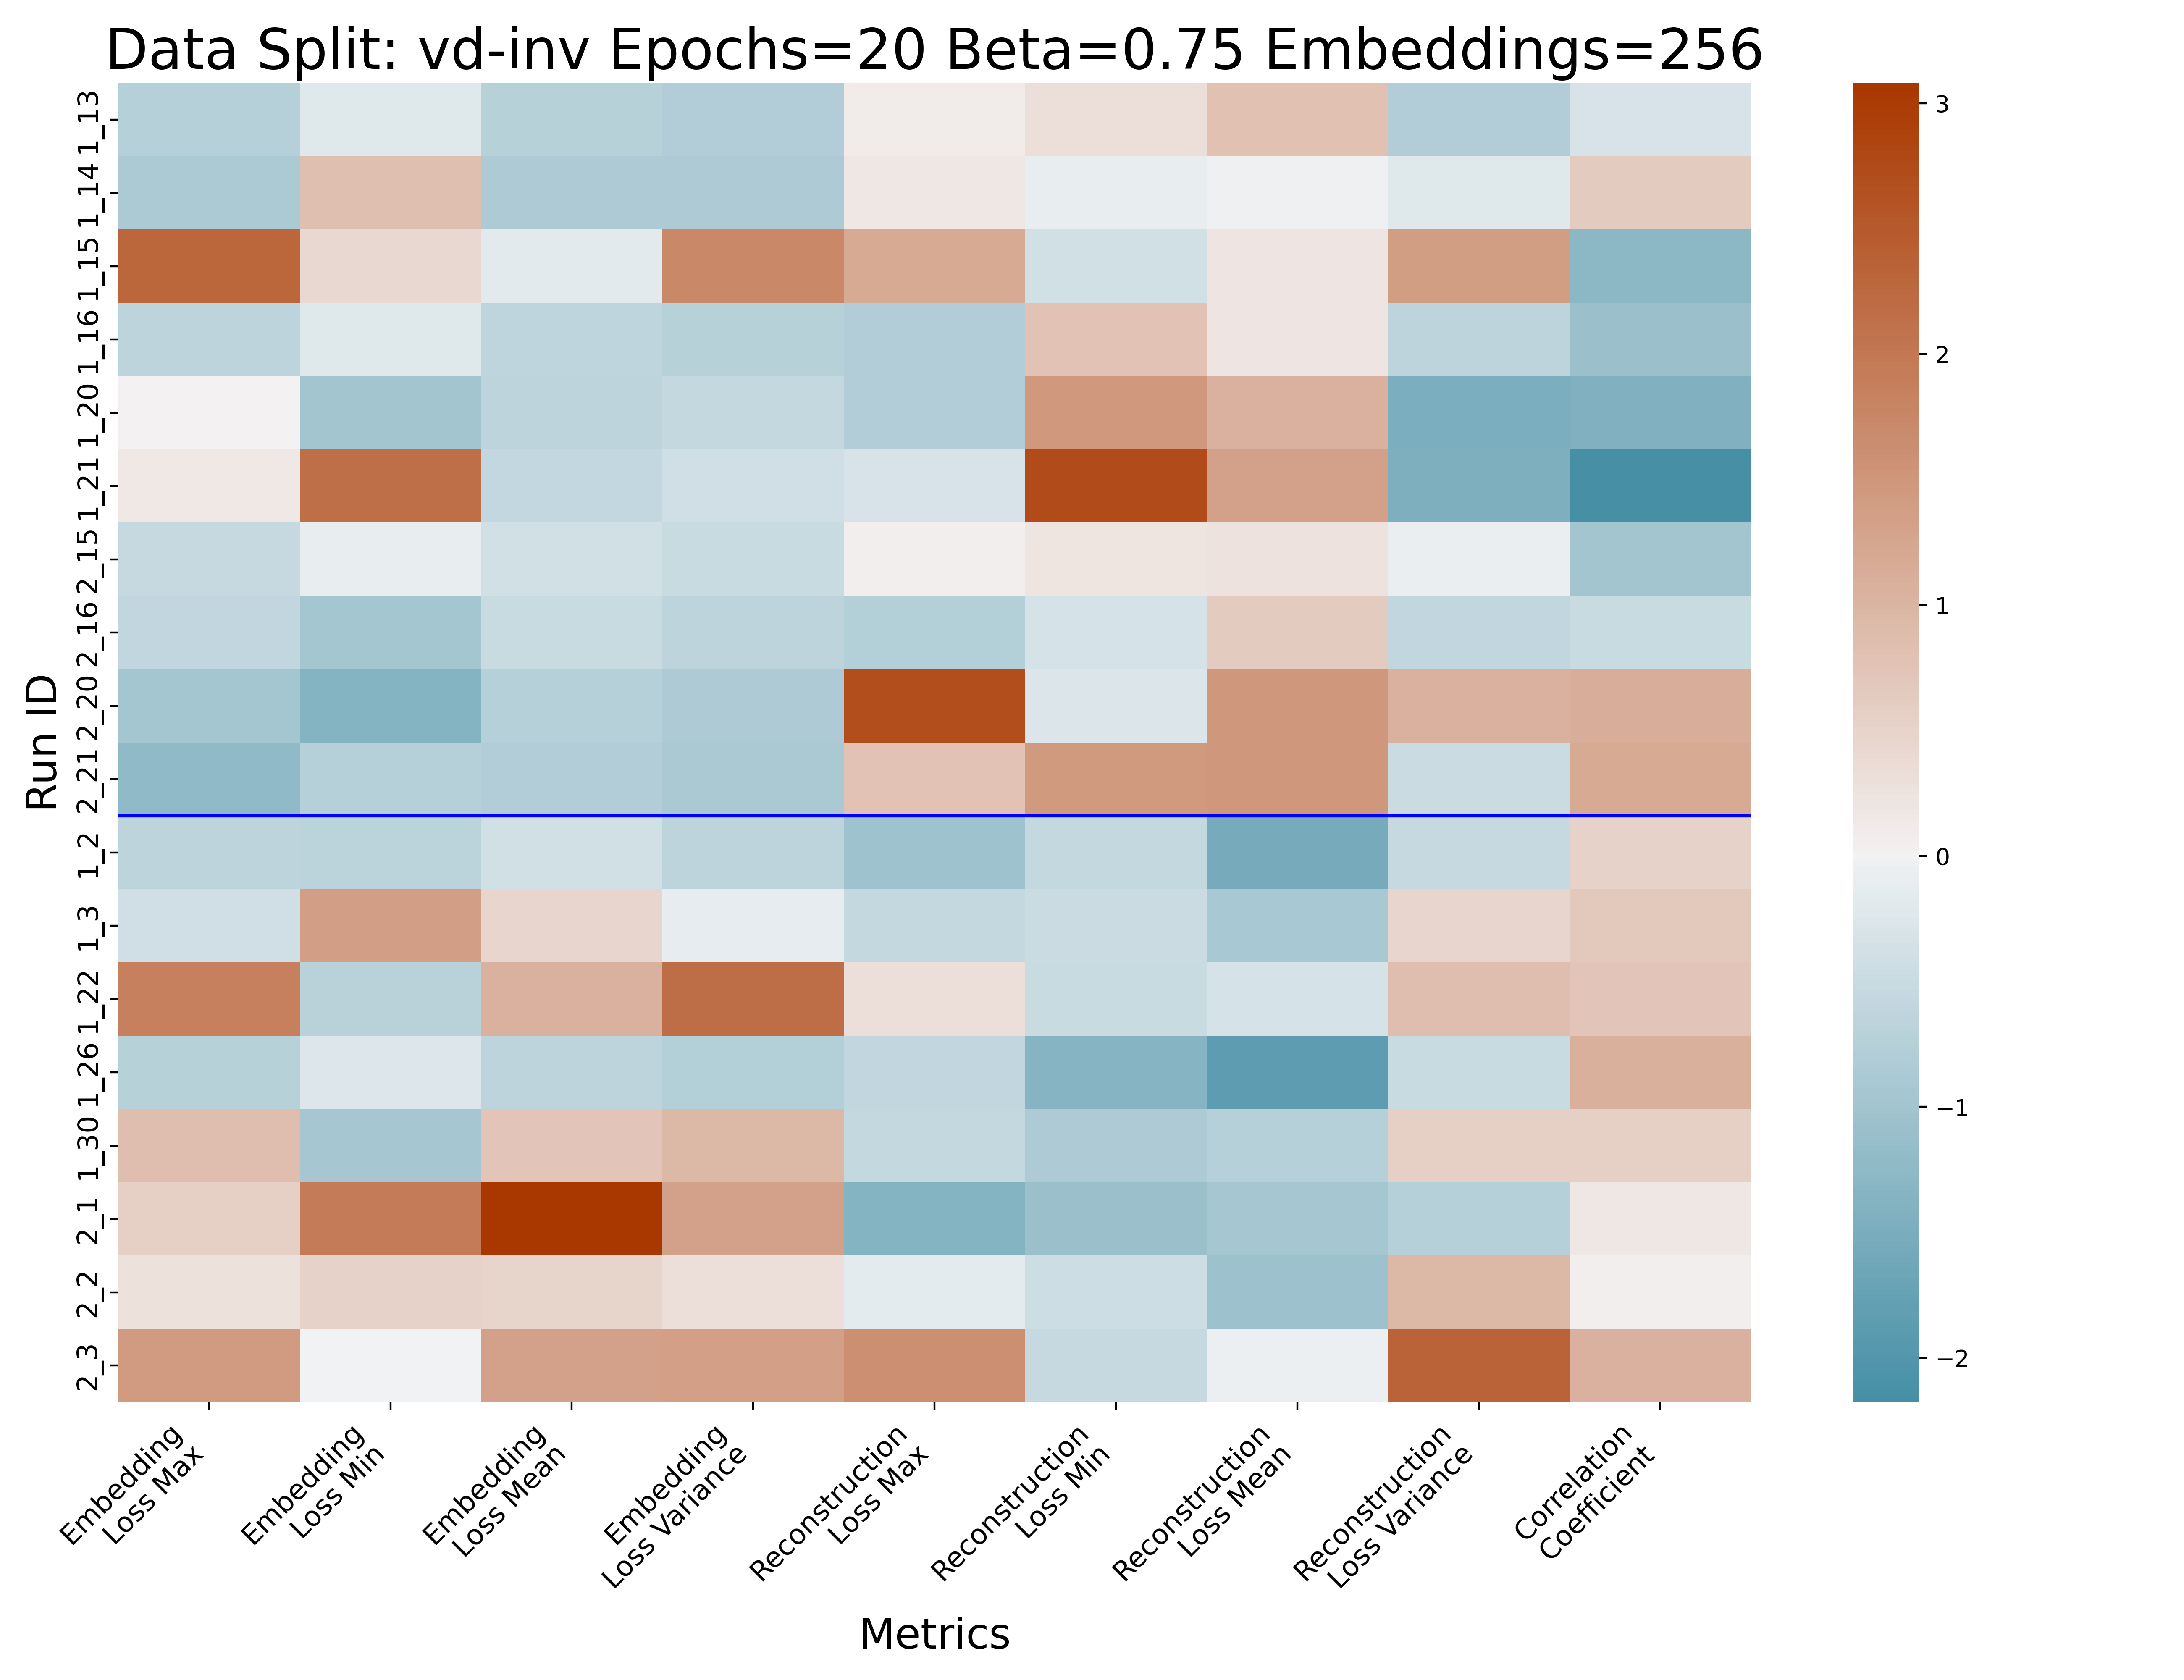 Data Split: vd-inv Epochs=20 Beta=0.75 Embeddings=256
Run ID
1_13
1_14
1_15
1_16
1_20
1_21
2_15
2_16
2_20
2_21
1_2
1_3
1_22
1_26
1_30
2_1
2_2
2_3
Embedding
Loss Max
Embedding
Loss Min
Embedding
Loss Mean
Embedding
Loss Variance
Reconstruction
Loss Max
Reconstruction
Loss Min
Reconstruction
Loss Mean
Reconstruction
Loss Variance
Correlation
Coefficient
Metrics
3
2
1
0
−1
−2